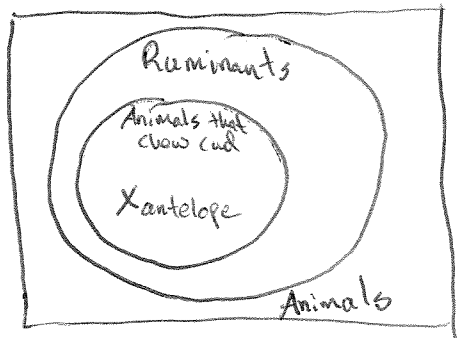 Ruminants
Animals that
chew cud
Xantelope
Animals